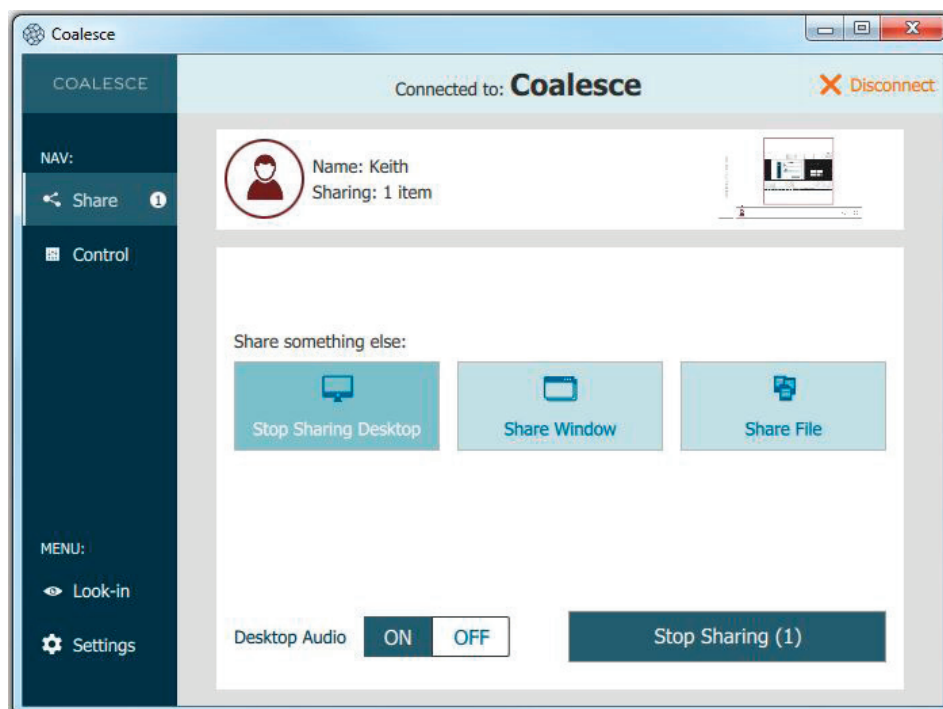 Coalesce
COALESCE
Connected to: Coalesce
Disconnect
NAV:
Share 1
Control
Name: Keith
Sharing: 1 item
Share something else:
Stop Sharing Desktop
Share Window
Share File
MENU:
Look-in
Settings
Desktop Audio ON OFF
Stop Sharing (1)